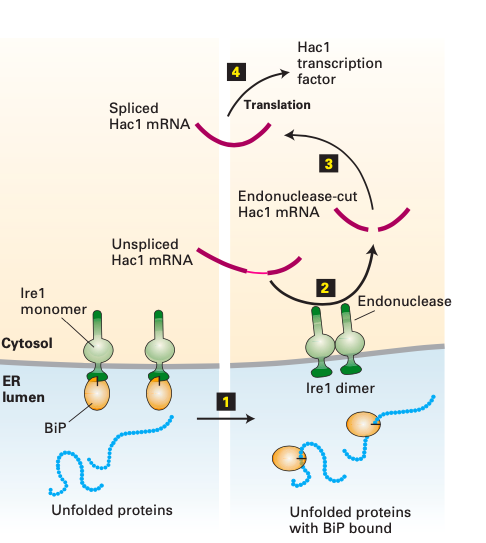 Hac1
transcription
factor
4
Translation
Spliced
Hac1 mRNA
3
Endonuclease-cut
Hac1 mRNA
Unspliced
Hac1 mRNA
2
Ire1
monomer
Endonuclease
Cytosol
ER
lumen
Ire1 dimer
1
BiP
Unfolded proteins
Unfolded proteins
with BiP bound